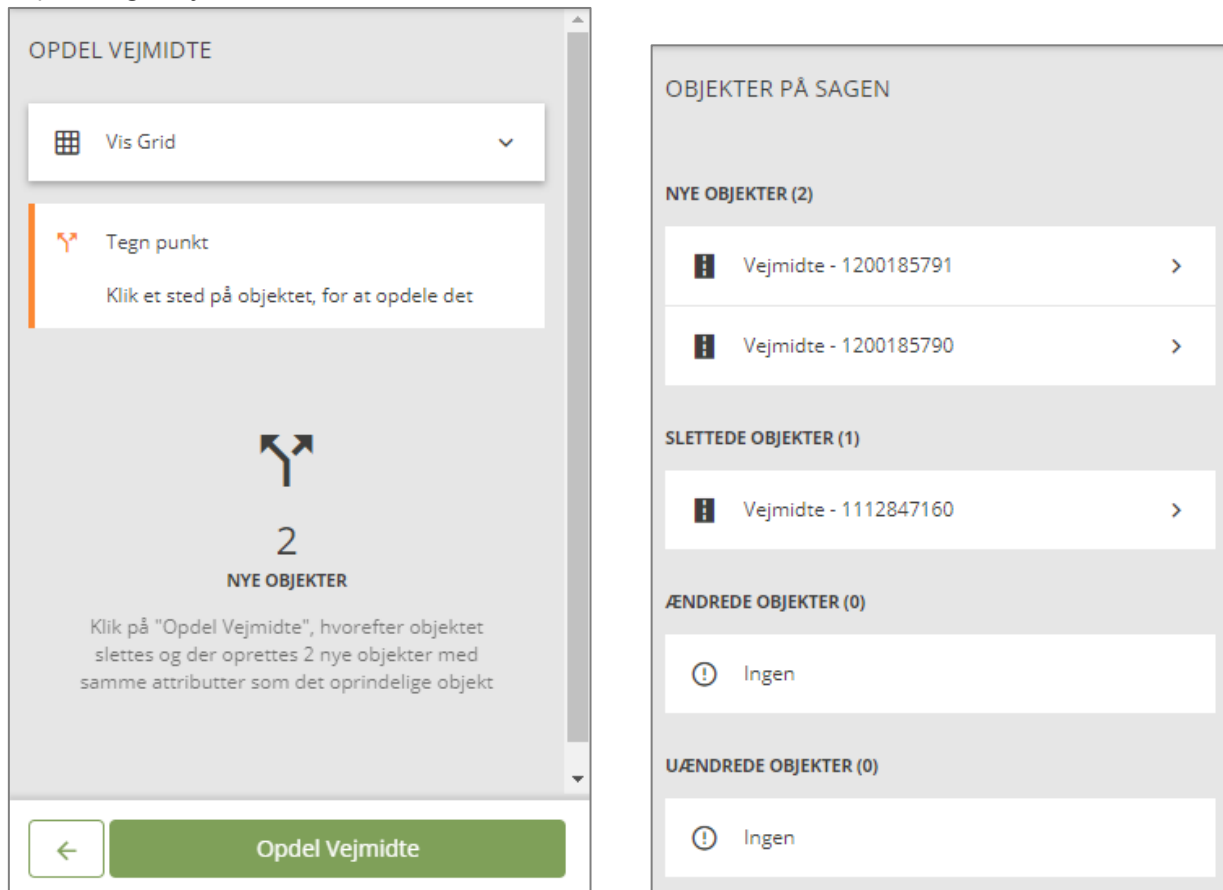 OPDEL VEJMIDTE
Vis Grid
Tegn punkt
Klik et sted på objektet, for at opdele det
2
NYE OBJEKTER
Klik på "Opdel Vejmidte", hvorefter objektet
slettes og der oprettes 2 nye objekter med
samme attributter som det oprindelige objekt
Opdel Vejmidte
OBJEKTER PÅ SAGEN
NYE OBJEKTER (2)
Vejmidte - 1200185791
Vejmidte - 1200185790
SLETTEDE OBJEKTER (1)
Vejmidte - 1112847160
ÆNDREDE OBJEKTER (0)
Ingen
UÆNDREDE OBJEKTER (0)
Ingen